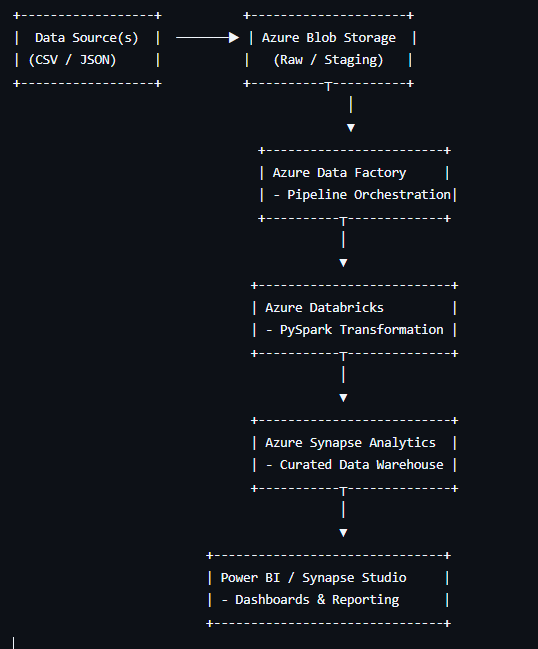 Data Source(s) ──────▶ Azure Blob Storage
(CSV / JSON) (Raw / Staging)
Azure Data Factory
- Pipeline Orchestration
Azure Databricks
- PySpark Transformation
Azure Synapse Analytics
- Curated Data Warehouse
Power BI / Synapse Studio
- Dashboards & Reporting